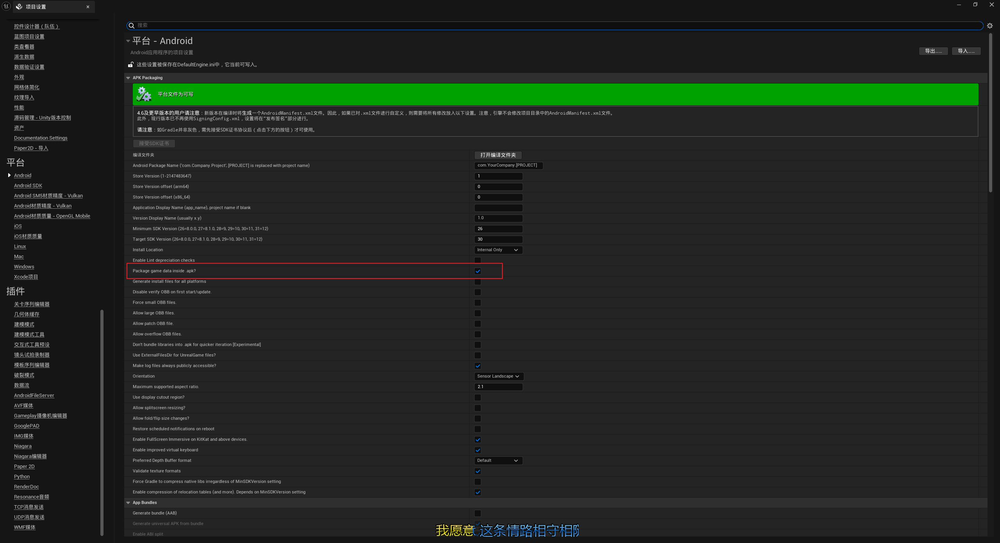 项目设置
控件设计器（队伍）
蓝图项目设置
类查看器
派生数据
数据验证设置
外观
网格体简化
纹理导入
性能
源码管理 - Unity版本控制
资产
Documentation Settings
Paper2D - 导入
平台
Android
Android SDK
Android SM5材质精度 - Vulkan
Android材质精度 - Vulkan
Android材质质量 - OpenGL Mobile
iOS
iOS材质质量
Linux
Mac
Windows
Xcode项目
插件
关卡序列编辑器
几何体缓存
建模模式
建模模式工具
交互式工具预设
镜头试拍录制器
模板序列编辑器
破裂模式
数据流
AndroidFileServer
AVF媒体
Gameplay摄像机编辑器
GooglePAD
IMG媒体
Niagara
Niagara编辑器
Paper 2D
Python
RenderDoc
Resonance音频
TCP消息发送
UDP消息发送
WMF媒体
搜索
平台 - Android
Android应用程序的项目设置
导出...... 导入......
这些设置被保存在DefaultEngine.ini中，它当前可写入。
APK Packaging
平台文件为可写
4.6及更早版本的用户请注意：新版本在编译时将生成一个AndroidManifest.xml文件。因此，如果已对.xml文件进行自定义，则需要将所有修改放入以下设置。注意，引擎不会修改项目目录中的AndroidManifest.xml文件。
此外，现行版本已不再使用SigningConfig.xml，设置将在“发布签名”部分进行。
请注意：如Gradle并非灰色，需先接受SDK证书协议后（点击下方的按钮）才可使用。
接受SDK证书
编译文件夹 打开编译文件夹
Android Package Name ('com.Company.Project', [PROJECT] is replaced with project name) com.YourCompany.[PROJECT]
Store Version (1-2147483647) 1
Store Version offset (arm64) 0
Store Version offset (x86_64) 0
Application Display Name (app_name), project name if blank
Version Display Name (usually x.y) 1.0
Minimum SDK Version (26=8.0.0, 27=8.1.0, 28=9, 29=10, 30=11, 31=12) 26
Target SDK Version (26=8.0.0, 27=8.1.0, 28=9, 29=10, 30=11, 31=12) 30
Install Location Internal Only
Enable Lint depreciation checks
Package game data inside .apk?
Generate install files for all platforms
Disable verify OBB on first start/update.
Force small OBB files.
Allow large OBB files.
Allow patch OBB file.
Allow overflow OBB files.
Don't bundle libraries into .apk for quicker iteration [Experimental]
Use ExternalFilesDir for UnrealGame files?
Make log files always publicly accessible?
Orientation Sensor Landscape
Maximum supported aspect ratio. 2.1
Use display cutout region?
Allow splitscreen resizing?
Allow fold/flip size changes?
Restore scheduled notifications on reboot
Enable FullScreen Immersive on KitKat and above devices.
Enable improved virtual keyboard
Preferred Depth Buffer format Default
Validate texture formats
Force Gradle to compress native libs irregardless of MinSDKVersion setting
Enable compression of relocation tables (and more). Depends on MinSDKVersion setting
App Bundles
Generate bundle (AAB)
Generate universal APK from bundle
Enable ABI split
我愿意 这条情路相守相